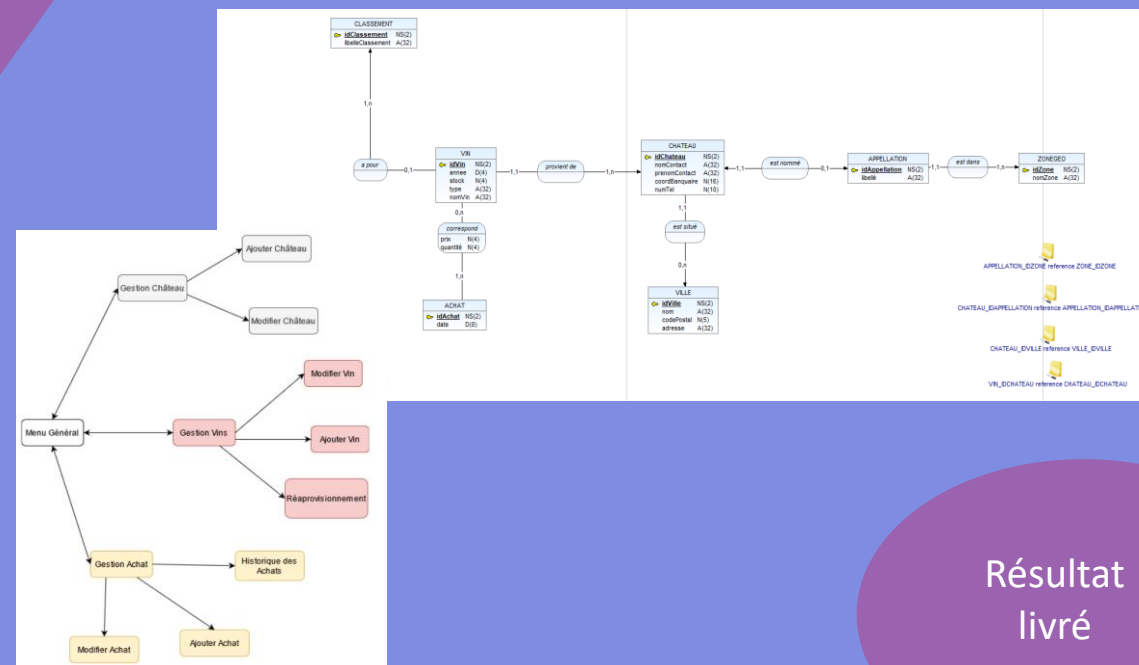 CLASSEMENT
idClassement NS(2)
libelleClassement A(32)
1,n
a pour
0,1
VIN
idVin NS(2)
annee D(4)
stock N(4)
type A(32)
nomVin A(32)
1,1
provient de
1,n
CHATEAU
idChateau NS(2)
nomContact A(32)
prenomContact A(32)
coordBanquaire N(16)
numTel N(10)
1,1
est nommé
0,1
APPELLATION
idAppellation NS(2)
libellé A(32)
1,1
est dans
1,n
ZONEGEO
idZone NS(2)
nomZone A(32)
0,n
correspond
prix N(4)
quantité N(4)
1,n
ACHAT
idAchat NS(2)
date D(8)
1,1
est situé
0,n
VILLE
idVille NS(2)
nom A(32)
codePostal N(5)
adresse A(32)
APPELLATION_IDZONE reference ZONE_IDZONE
CHATEAU_IDAPPELLATION reference APPELLATION_IDAPPELLATI
CHATEAU_IDVILLE reference VILLE_IDVILLE
VIN_IDCHATEAU reference CHATEAU_IDCHATEAU
Ajouter Château
Gestion Château
Modifier Château
Modifier Vin
Menu Général
Gestion Vins
Ajouter Vin
Réaprovisionnement
Gestion Achat
Historique des
Achats
Modifier Achat
Ajouter Achat
Résultat
livré